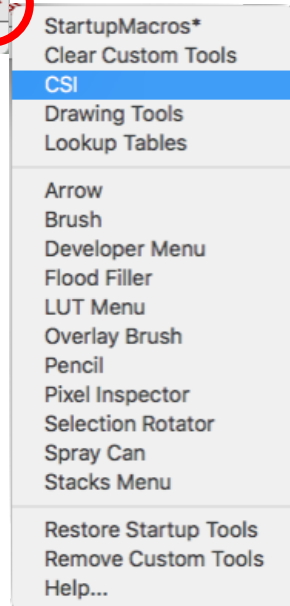 StartupMacros*
Clear Custom Tools
CSI
Drawing Tools
Lookup Tables
Arrow
Brush
Developer Menu
Flood Filler
LUT Menu
Overlay Brush
Pencil
Pixel Inspector
Selection Rotator
Spray Can
Stacks Menu
Restore Startup Tools
Remove Custom Tools
Help...